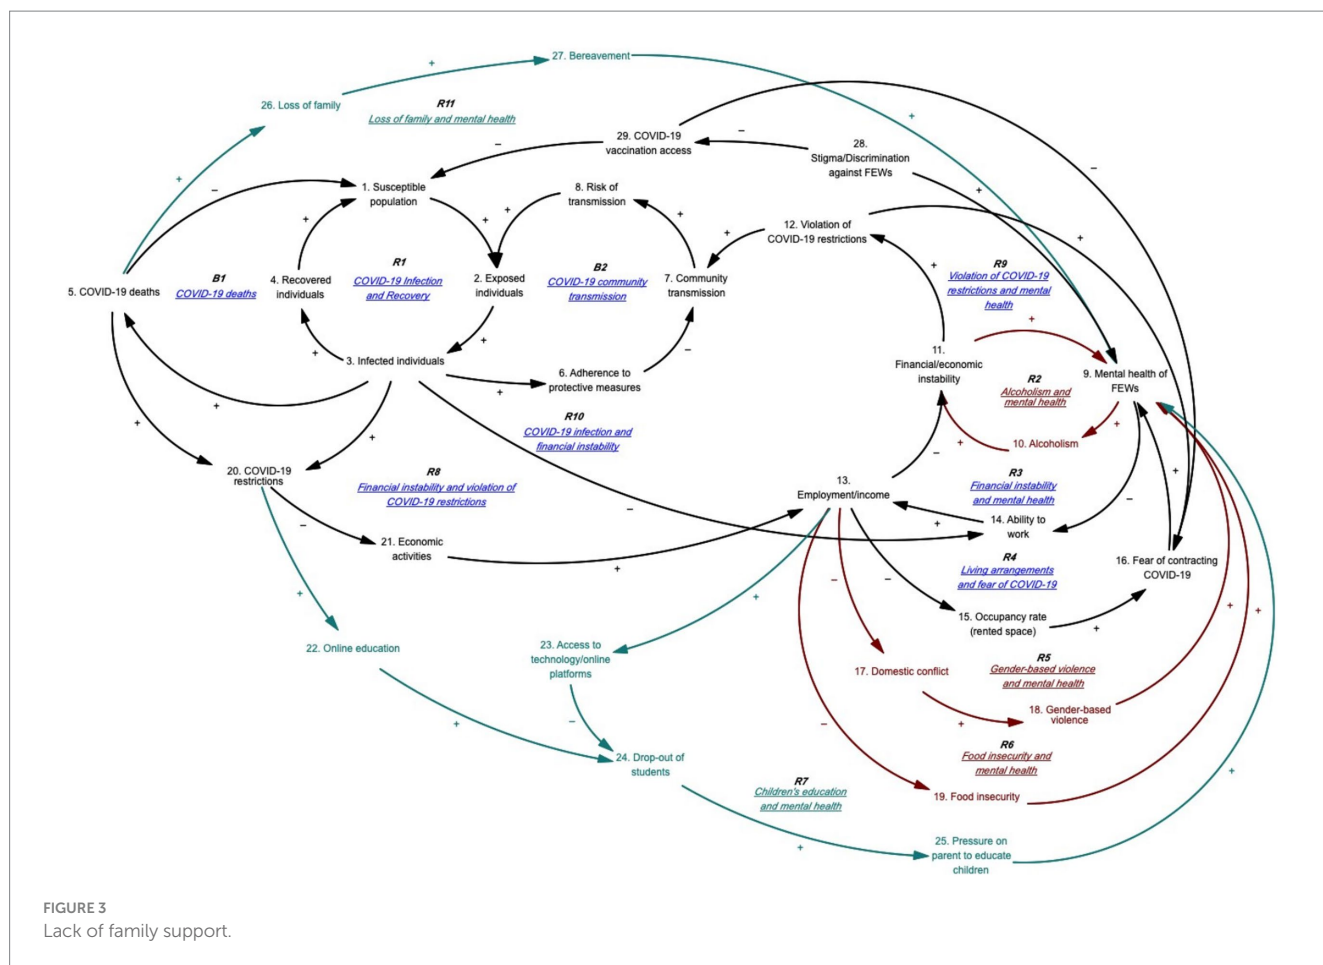 27. Bereavement
+
26. Loss of family
R11
Loss of family and mental health
+
29. COVID-19
vaccination access
–
28.
Stigma/Discrimination
against FEWs
–
–
+
–
1. Susceptible
population
8. Risk of
transmission
+
+
+
+
+
12. Violation of
COVID-19 restrictions
+
+
5. COVID-19 deaths
B1
COVID-19 deaths
4. Recovered
individuals
R1
COVID-19 Infection
and Recovery
2. Exposed
individuals
B2
COVID-19 community
transmission
7. Community
transmission
+
R9
Violation of COVID-19
restrictions and mental
health
+
+
3. Infected individuals
+
–
6. Adherence to
protective measures
+
11.
Financial/economic
instability
9. Mental health of
FEWs
R2
Alcoholism and
mental health
+
+
R10
COVID-19 infection and
financial instability
+
10. Alcoholism
+
+
+
–
20. COVID-19
restrictions
R8
Financial instability and violation of
COVID-19 restrictions
13.
Employment/income
R3
Financial instability
and mental health
+
–
–
–
21. Economic
activities
+
14. Ability to
work
+
R4
Living arrangements
and fear of COVID-19
16. Fear of contracting
COVID-19
+
–
–
+
15. Occupancy rate
(rented space)
+
+
+
22. Online education
23. Access to
technology/online
platforms
17. Domestic conflict
R5
Gender-based violence
and mental health
18. Gender-based
violence
+
+
–
–
24. Drop-out of
students
R6
Food insecurity and
mental health
+
R7
Children's education
and mental health
19. Food insecurity
+
25. Pressure on
parent to educate
children
FIGURE 3
Lack of family support.